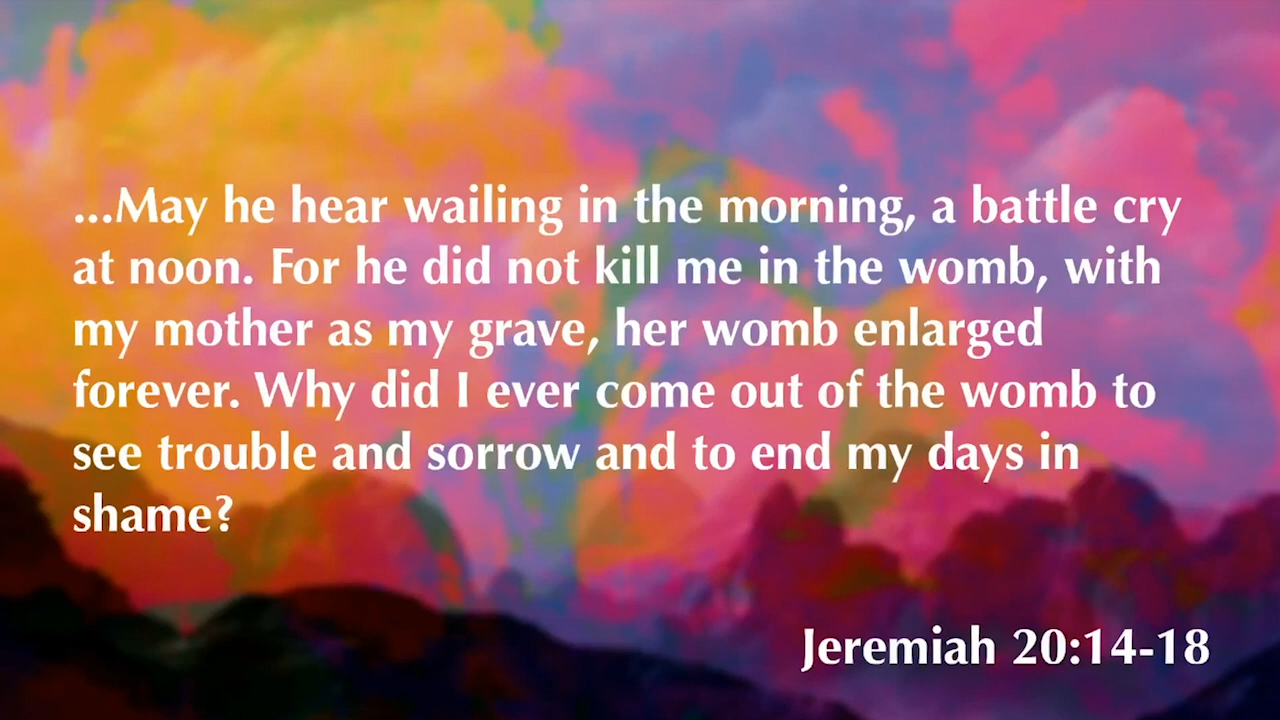 ...May he hear wailing in the morning, a battle cry
at noon. For he did not kill me in the womb, with
my mother as my grave, her womb enlarged
forever. Why did I ever come out of the womb to
see trouble and sorrow and to end my days in
shame?
Jeremiah 20:14-18